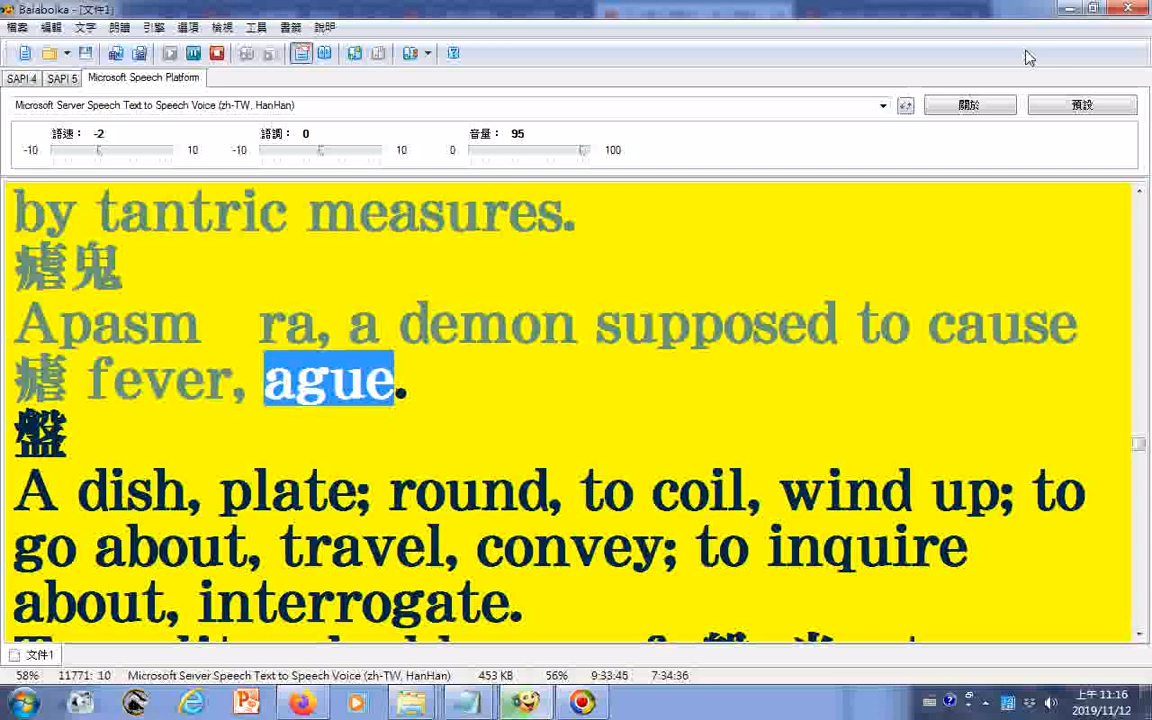 Balabolka - [文件1]
檔案 編輯 文字 朗讀 引擎 選項 檢視 工具 書籤 說明
SAPI 4 SAPI 5 Microsoft Speech Platform
Microsoft Server Speech Text to Speech Voice (zh-TW, HanHan) 關於 預設
語速： -2 語調： 0 音量： 95
-10 10 -10 10 0 100
by tantric measures.
瘧鬼
Apasm ra, a demon supposed to cause
瘧 fever, ague.
盤
A dish, plate; round, to coil, wind up; to
go about, travel, convey; to inquire
about, interrogate.
文件1
58% 11771: 10 Microsoft Server Speech Text to Speech Voice (zh-TW, HanHan) 453 KB 56% 9:33:45 7:34:36
上午 11:16
2019/11/12